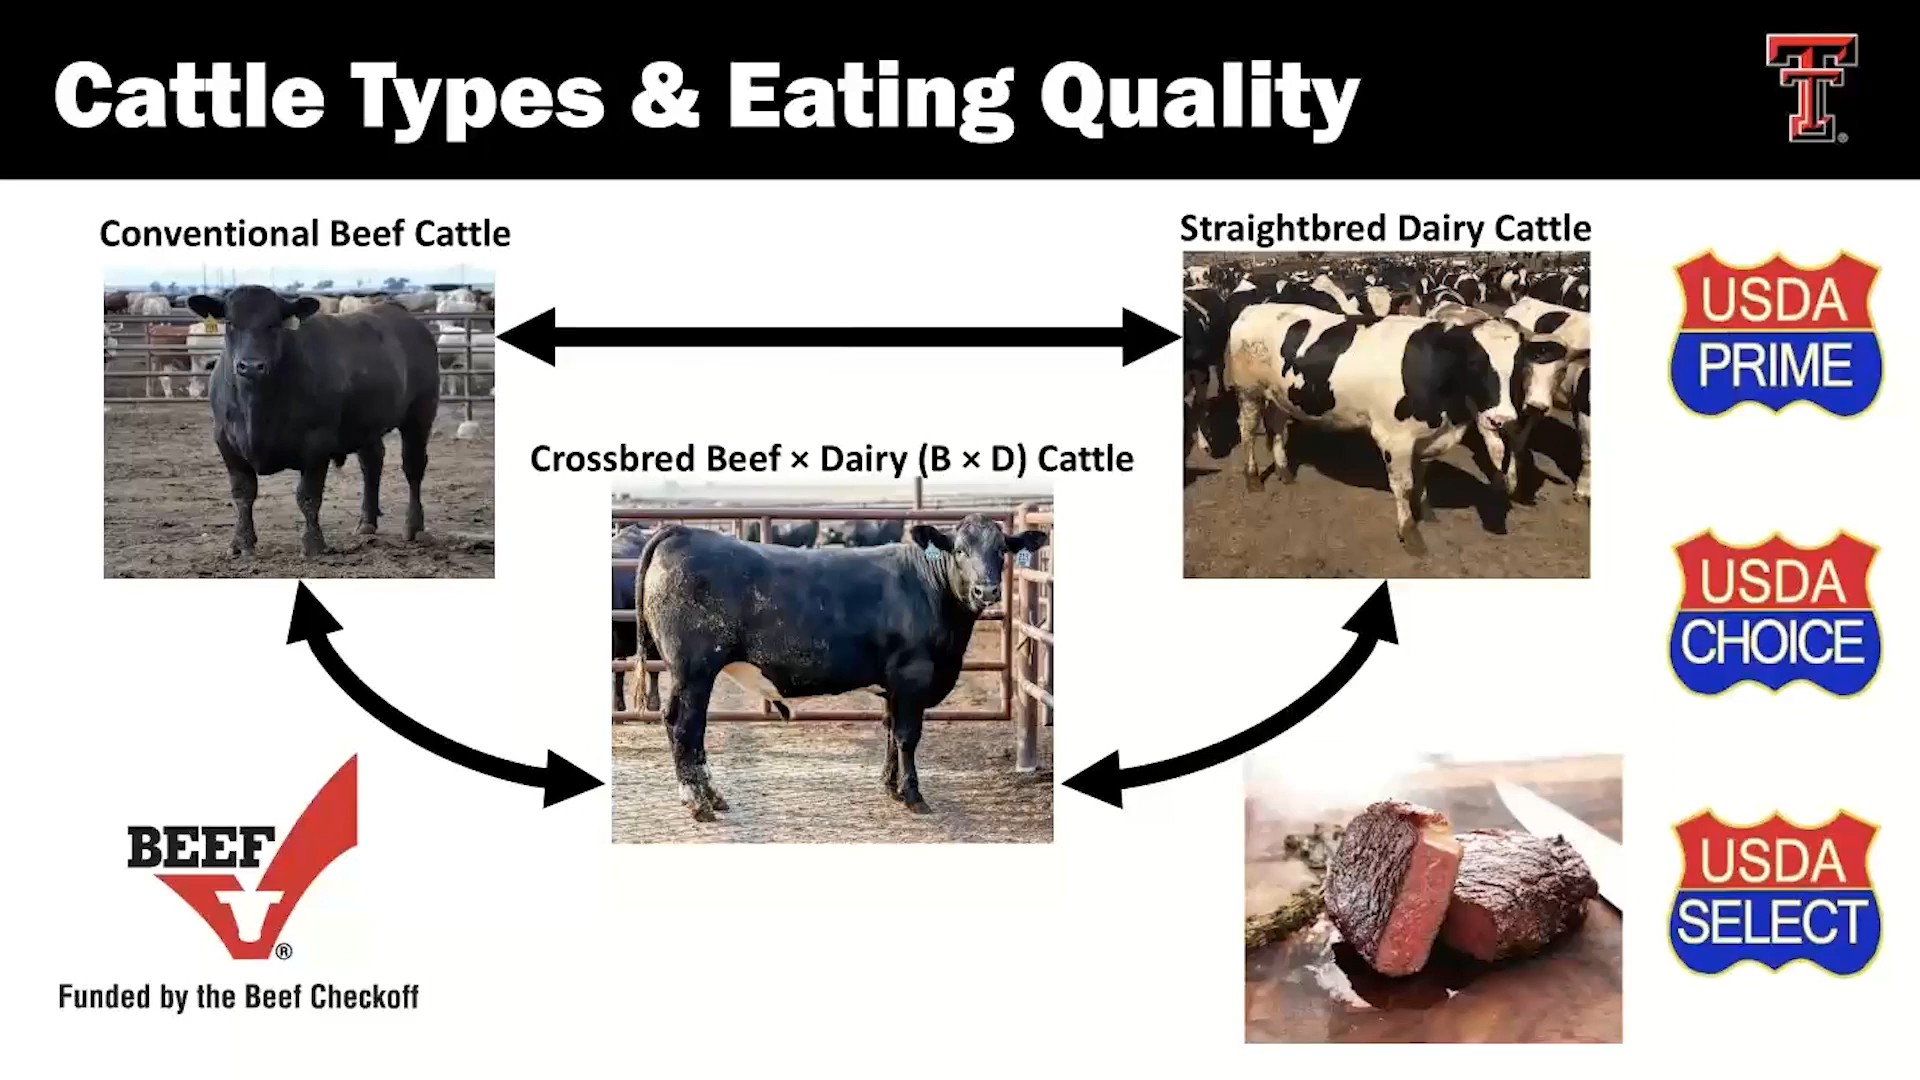 Cattle Types & Eating Quality
Conventional Beef Cattle
Straightbred Dairy Cattle
Crossbred Beef × Dairy (B × D) Cattle
USDA
PRIME
USDA
CHOICE
USDA
SELECT
BEEF
®
Funded by the Beef Checkoff